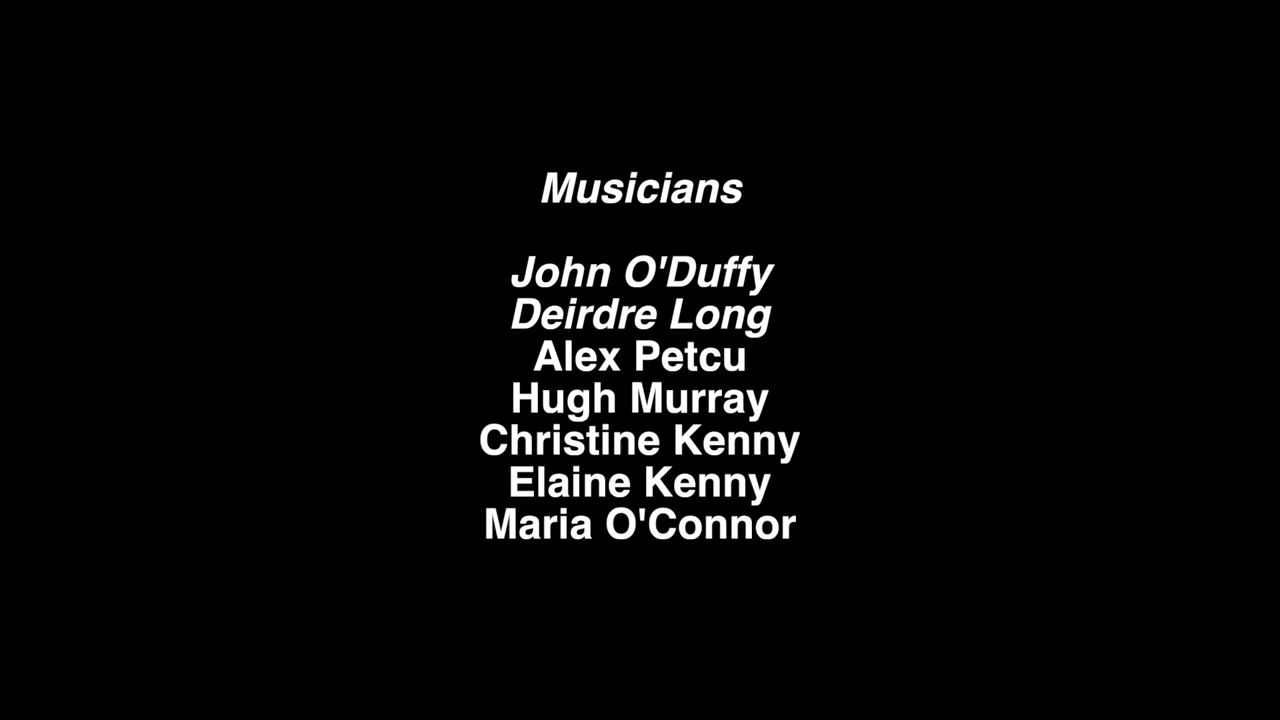 Musicians
John O'Duffy
Deirdre Long
Alex Petcu
Hugh Murray
Christine Kenny
Elaine Kenny
Maria O'Connor